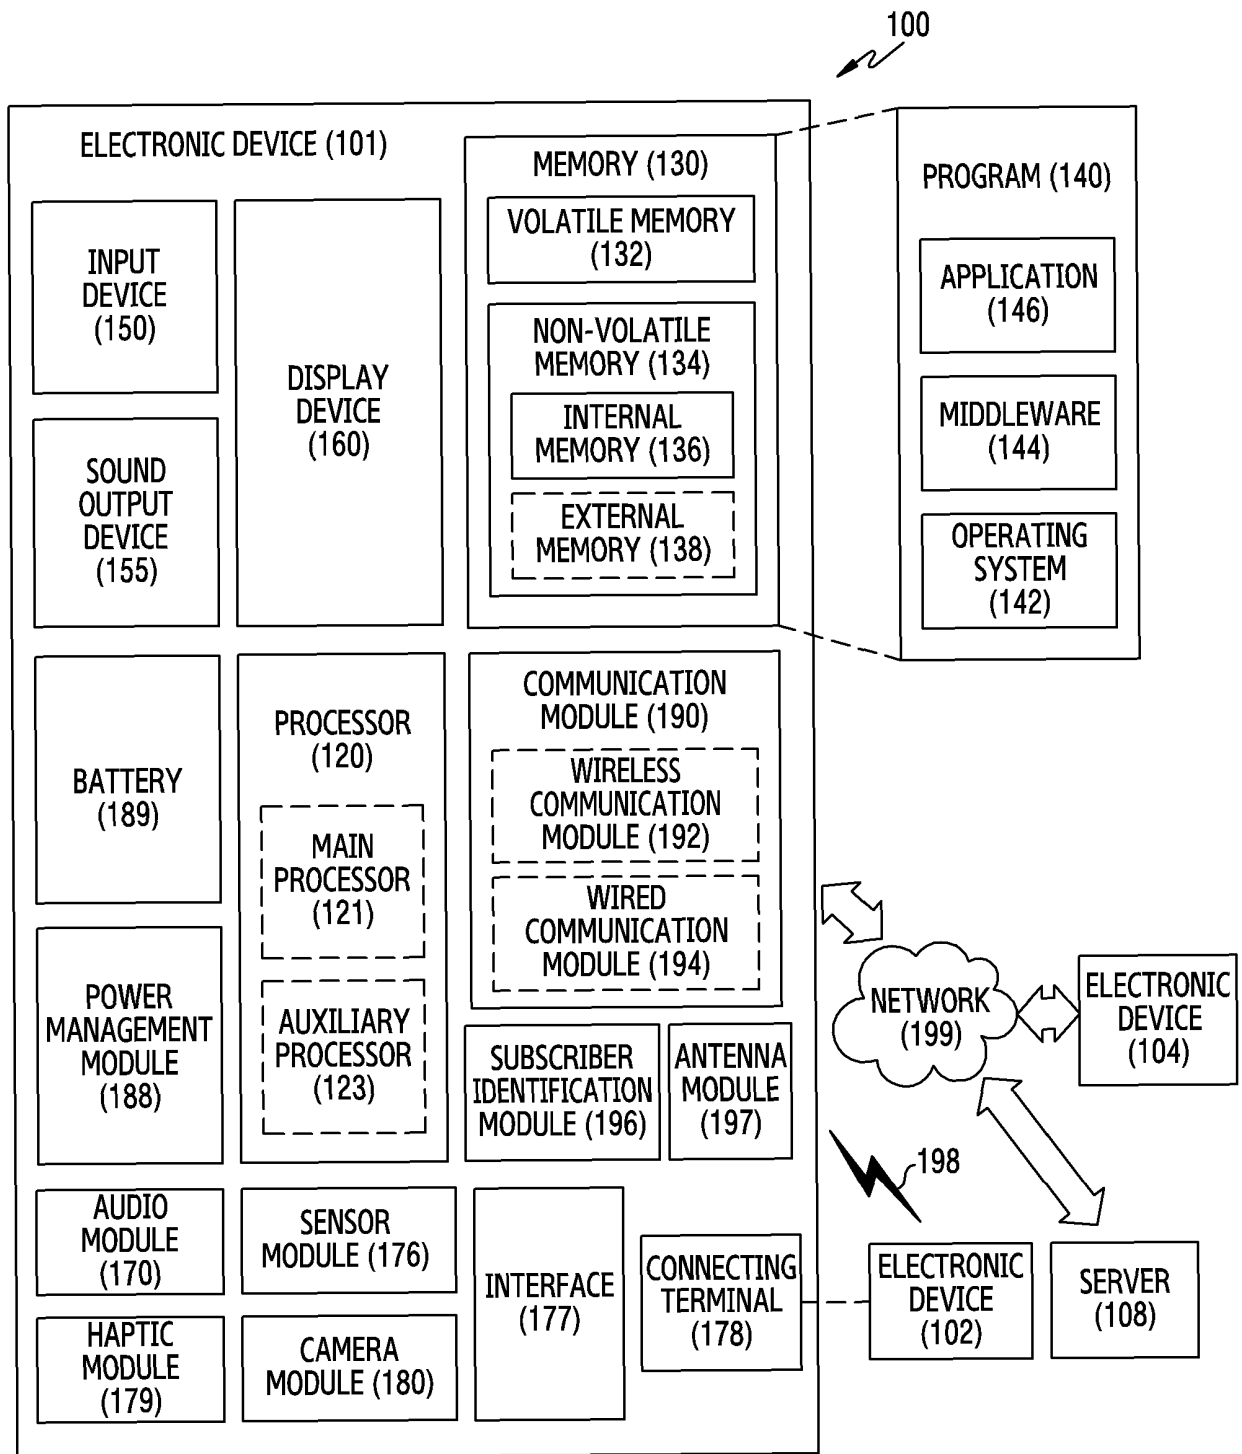 100
ELECTRONIC DEVICE (101)
INPUT
DEVICE
(150)
DISPLAY
DEVICE
(160)
SOUND
OUTPUT
DEVICE
(155)
MEMORY (130)
VOLATILE MEMORY
(132)
NON-VOLATILE
MEMORY (134)
INTERNAL
MEMORY (136)
EXTERNAL
MEMORY (138)
PROGRAM (140)
APPLICATION
(146)
MIDDLEWARE
(144)
OPERATING
SYSTEM
(142)
BATTERY
(189)
PROCESSOR
(120)
MAIN
PROCESSOR
(121)
AUXILIARY
PROCESSOR
(123)
COMMUNICATION
MODULE (190)
WIRELESS
COMMUNICATION
MODULE (192)
WIRED
COMMUNICATION
MODULE (194)
POWER
MANAGEMENT
MODULE
(188)
SUBSCRIBER
IDENTIFICATION
MODULE (196)
ANTENNA
MODULE
(197)
NETWORK
(199)
ELECTRONIC
DEVICE
(104)
198
AUDIO
MODULE
(170)
SENSOR
MODULE (176)
INTERFACE
(177)
CONNECTING
TERMINAL
(178)
ELECTRONIC
DEVICE
(102)
SERVER
(108)
HAPTIC
MODULE
(179)
CAMERA
MODULE (180)